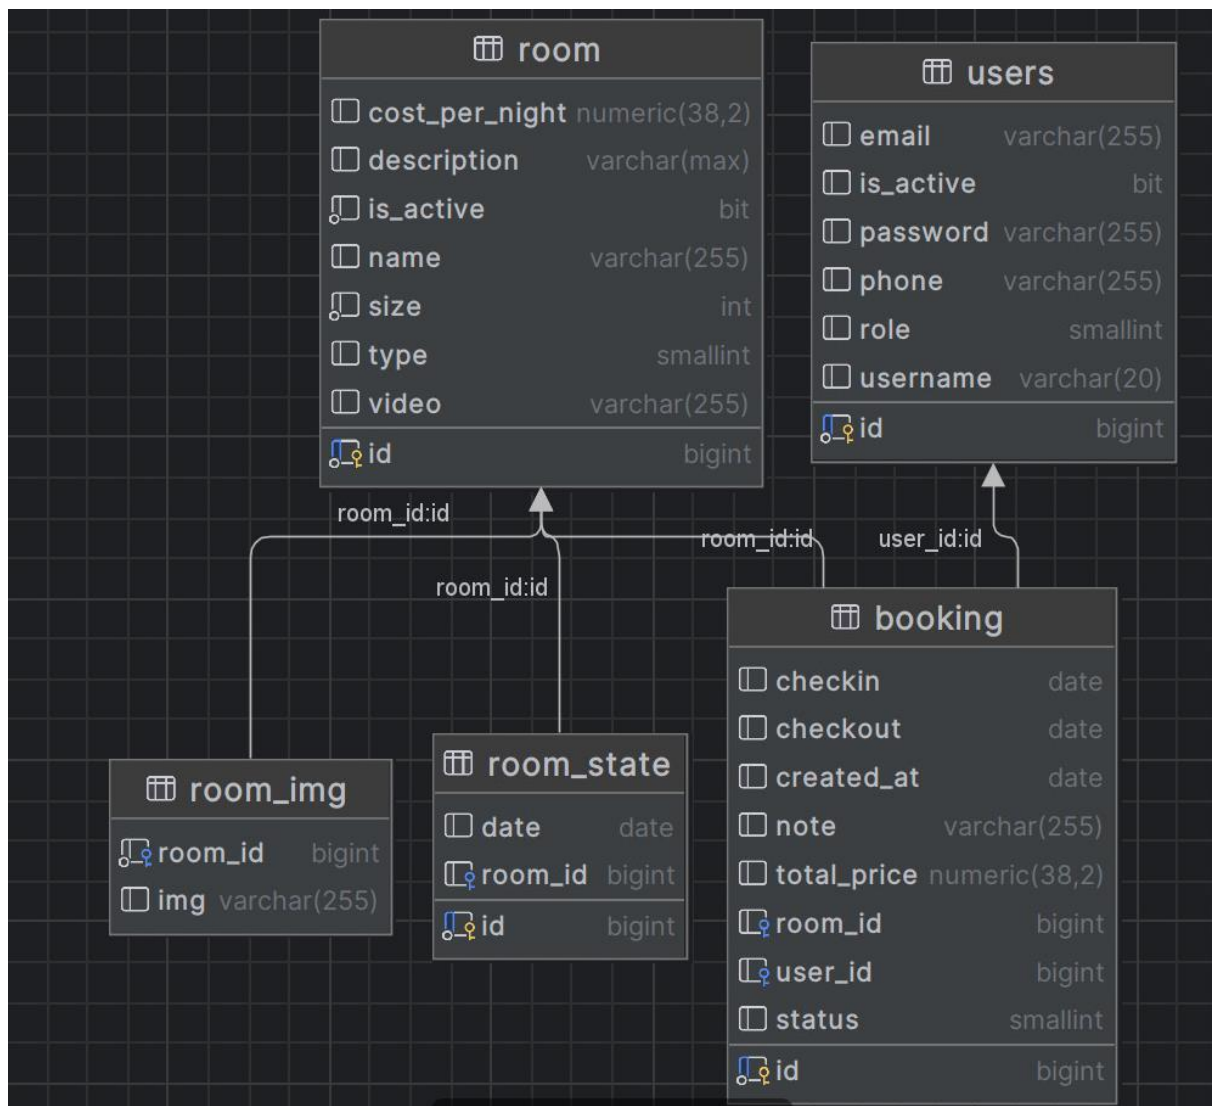 room
cost_per_night numeric(38,2)
description varchar(max)
is_active bit
name varchar(255)
size int
type smallint
video varchar(255)
id bigint
users
email varchar(255)
is_active bit
password varchar(255)
phone varchar(255)
role smallint
username varchar(20)
id bigint
room_id:id
room_id:id
room_id:id
user_id:id
room_img
room_id bigint
img varchar(255)
room_state
date date
room_id bigint
id bigint
booking
checkin date
checkout date
created_at date
note varchar(255)
total_price numeric(38,2)
room_id bigint
user_id bigint
status smallint
id bigint